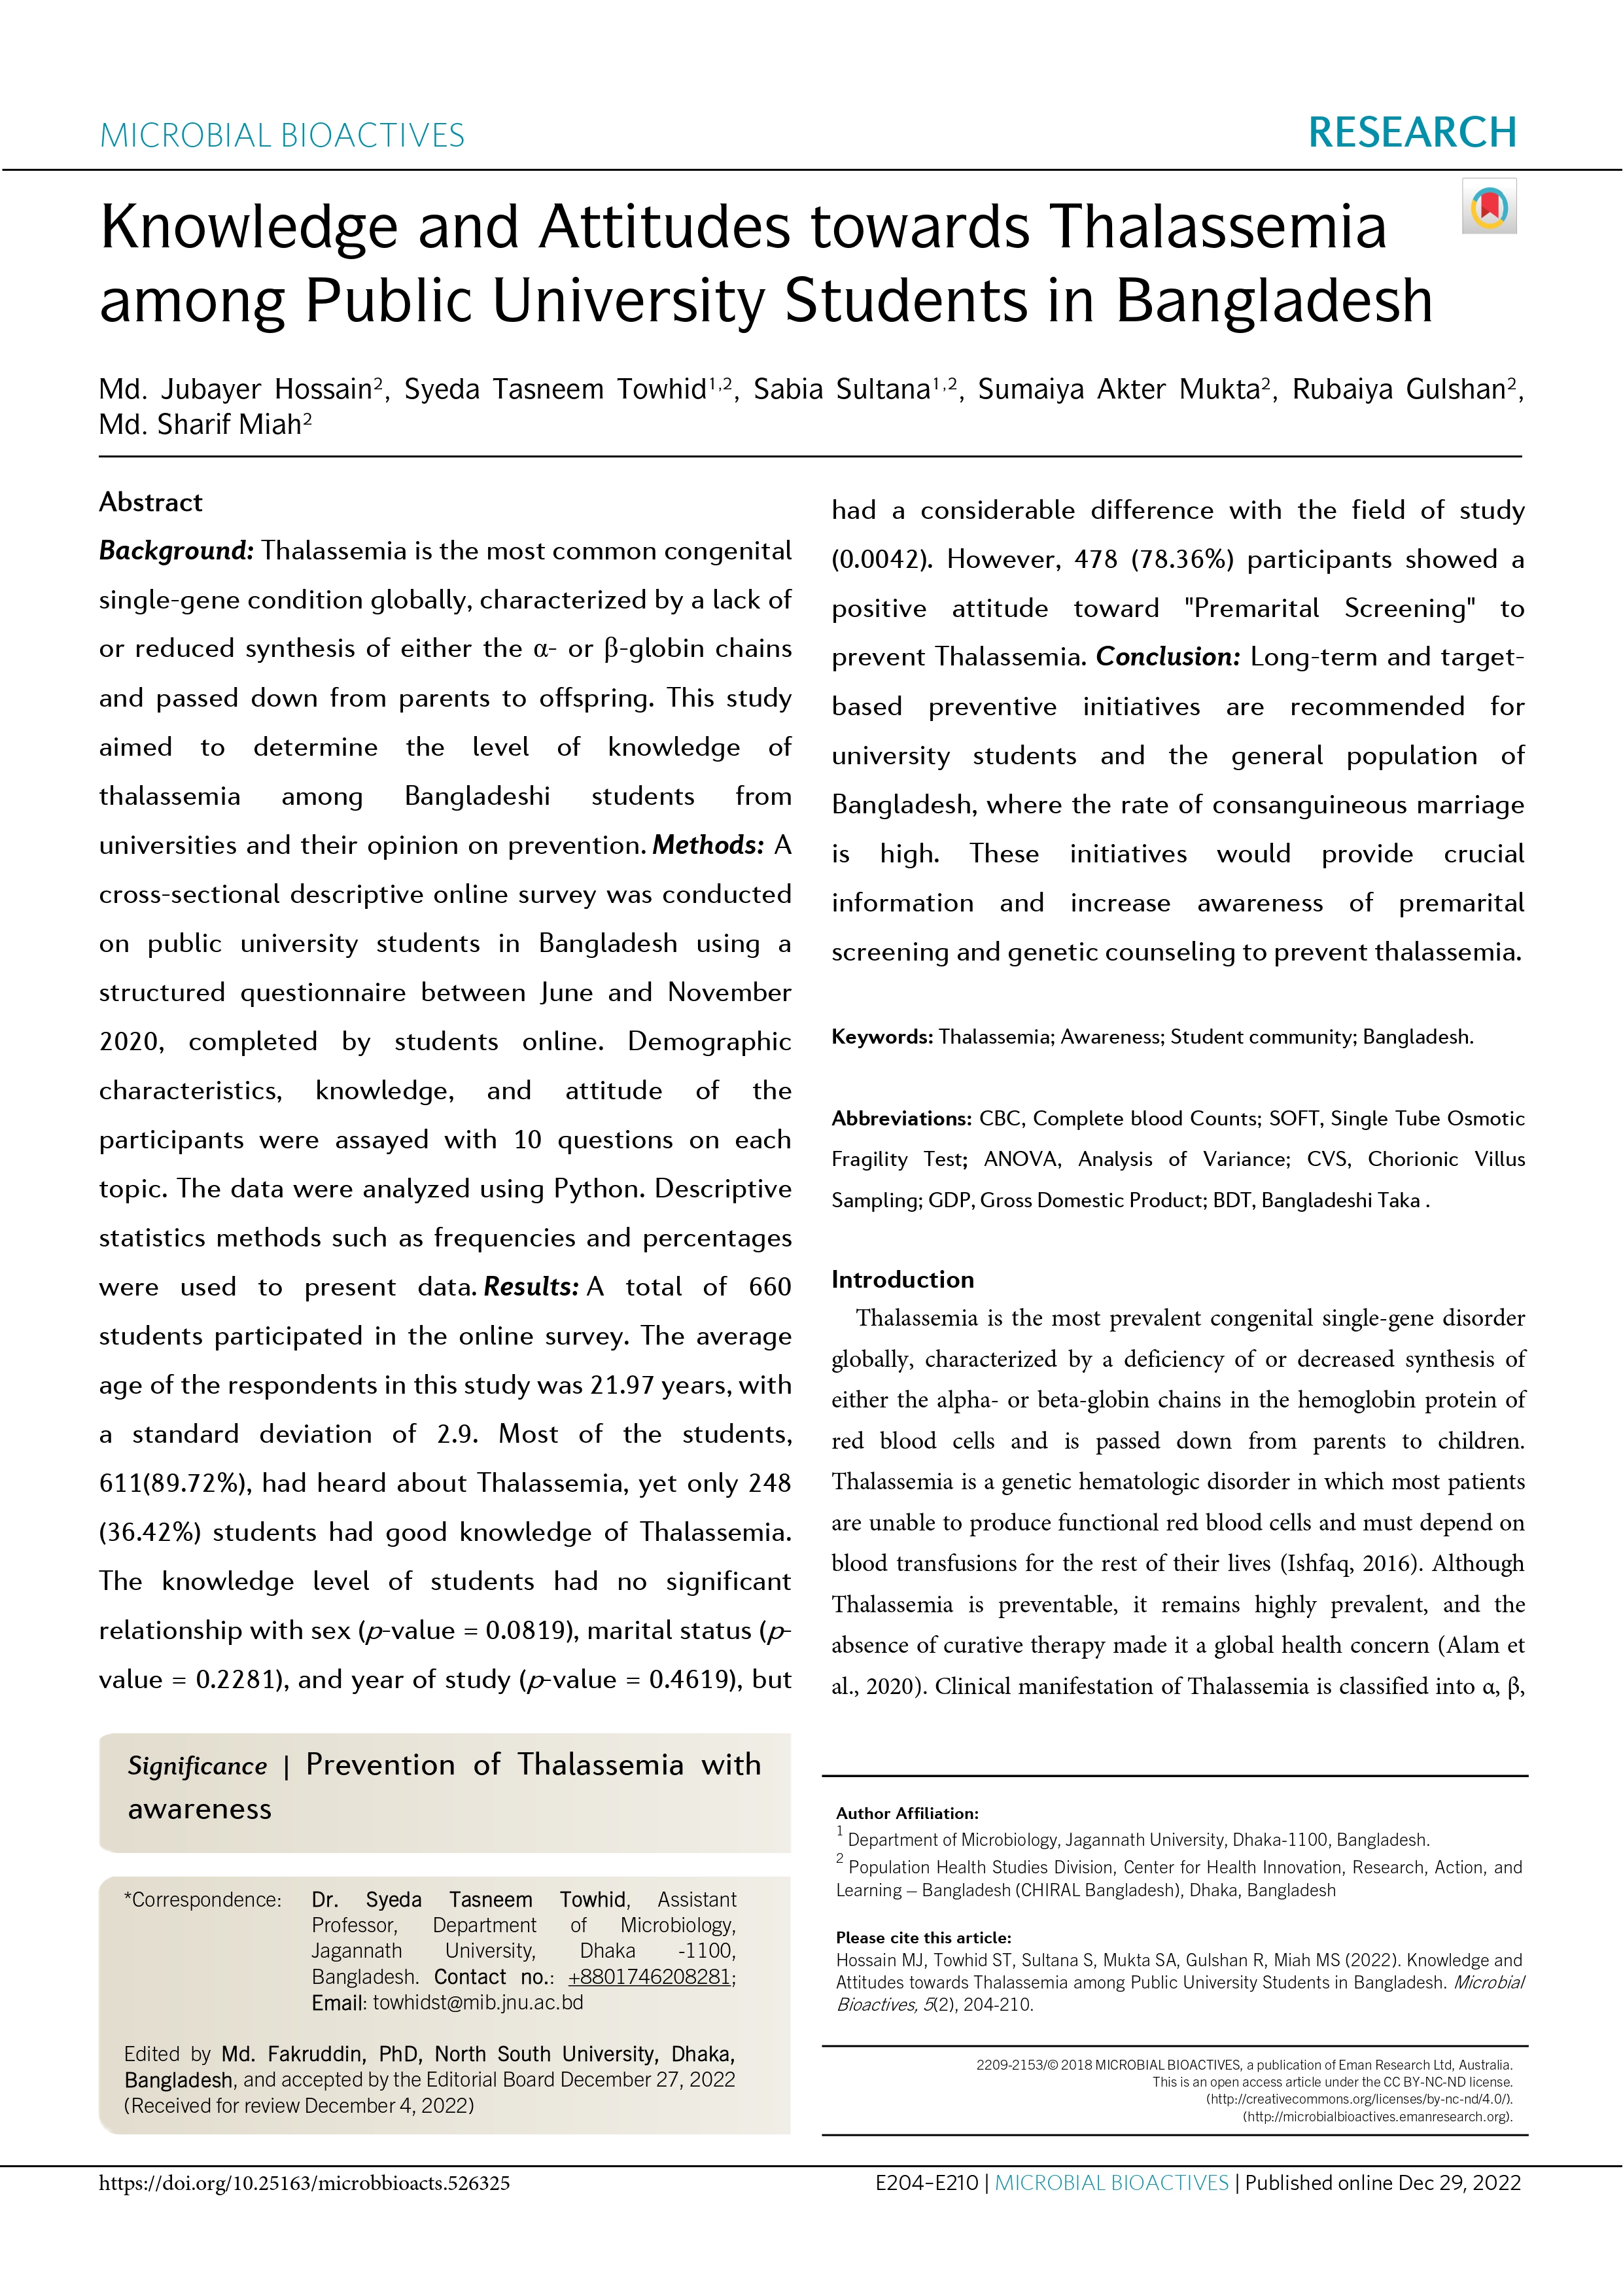 MICROBIAL BIOACTIVES
RESEARCH
Knowledge and Attitudes towards Thalassemia
among Public University Students in Bangladesh
Md. Jubayer Hossain², Syeda Tasneem Towhid¹,², Sabia Sultana¹,², Sumaiya Akter Mukta², Rubaiya Gulshan²,
Md. Sharif Miah²
Abstract
Background: Thalassemia is the most common congenital
single-gene condition globally, characterized by a lack of
or reduced synthesis of either the α- or β-globin chains
and passed down from parents to offspring. This study
aimed to determine the level of knowledge of
thalassemia among Bangladeshi students from
universities and their opinion on prevention. Methods: A
cross-sectional descriptive online survey was conducted
on public university students in Bangladesh using a
structured questionnaire between June and November
2020, completed by students online. Demographic
characteristics, knowledge, and attitude of the
participants were assayed with 10 questions on each
topic. The data were analyzed using Python. Descriptive
statistics methods such as frequencies and percentages
were used to present data. Results: A total of 660
students participated in the online survey. The average
age of the respondents in this study was 21.97 years, with
a standard deviation of 2.9. Most of the students,
611(89.72%), had heard about Thalassemia, yet only 248
(36.42%) students had good knowledge of Thalassemia.
The knowledge level of students had no significant
relationship with sex (p-value = 0.0819), marital status (p-
value = 0.2281), and year of study (p-value = 0.4619), but
had a considerable difference with the field of study
(0.0042). However, 478 (78.36%) participants showed a
positive attitude toward "Premarital Screening" to
prevent Thalassemia. Conclusion: Long-term and target-
based preventive initiatives are recommended for
university students and the general population of
Bangladesh, where the rate of consanguineous marriage
is high. These initiatives would provide crucial
information and increase awareness of premarital
screening and genetic counseling to prevent thalassemia.
Keywords: Thalassemia; Awareness; Student community; Bangladesh.
Abbreviations: CBC, Complete blood Counts; SOFT, Single Tube Osmotic
Fragility Test; ANOVA, Analysis of Variance; CVS, Chorionic Villus
Sampling; GDP, Gross Domestic Product; BDT, Bangladeshi Taka .
Introduction
Thalassemia is the most prevalent congenital single-gene disorder
globally, characterized by a deficiency of or decreased synthesis of
either the alpha- or beta-globin chains in the hemoglobin protein of
red blood cells and is passed down from parents to children.
Thalassemia is a genetic hematologic disorder in which most patients
are unable to produce functional red blood cells and must depend on
blood transfusions for the rest of their lives (Ishfaq, 2016). Although
Thalassemia is preventable, it remains highly prevalent, and the
absence of curative therapy made it a global health concern (Alam et
al., 2020). Clinical manifestation of Thalassemia is classified into α, β,
Significance | Prevention of Thalassemia with
awareness
*Correspondence: Dr. Syeda Tasneem Towhid, Assistant
Professor, Department of Microbiology,
Jagannath University, Dhaka -1100,
Bangladesh. Contact no.: +8801746208281;
Email: towhidst@mib.jnu.ac.bd
Edited by Md. Fakruddin, PhD, North South University, Dhaka,
Bangladesh, and accepted by the Editorial Board December 27, 2022
(Received for review December 4, 2022)
Author Affiliation:
1 Department of Microbiology, Jagannath University, Dhaka-1100, Bangladesh.
2 Population Health Studies Division, Center for Health Innovation, Research, Action, and
Learning – Bangladesh (CHIRAL Bangladesh), Dhaka, Bangladesh
Please cite this article:
Hossain MJ, Towhid ST, Sultana S, Mukta SA, Gulshan R, Miah MS (2022). Knowledge and
Attitudes towards Thalassemia among Public University Students in Bangladesh. Microbial
Bioactives, 5(2), 204-210.
2209-2153/© 2018 MICROBIAL BIOACTIVES, a publication of Eman Research Ltd, Australia.
This is an open access article under the CC BY-NC-ND license.
(http://creativecommons.org/licenses/by-nc-nd/4.0/).
(http://microbialbioactives.emanresearch.org).
https://doi.org/10.25163/microbbioacts.526325
E204–E210 | MICROBIAL BIOACTIVES | Published online Dec 29, 2022